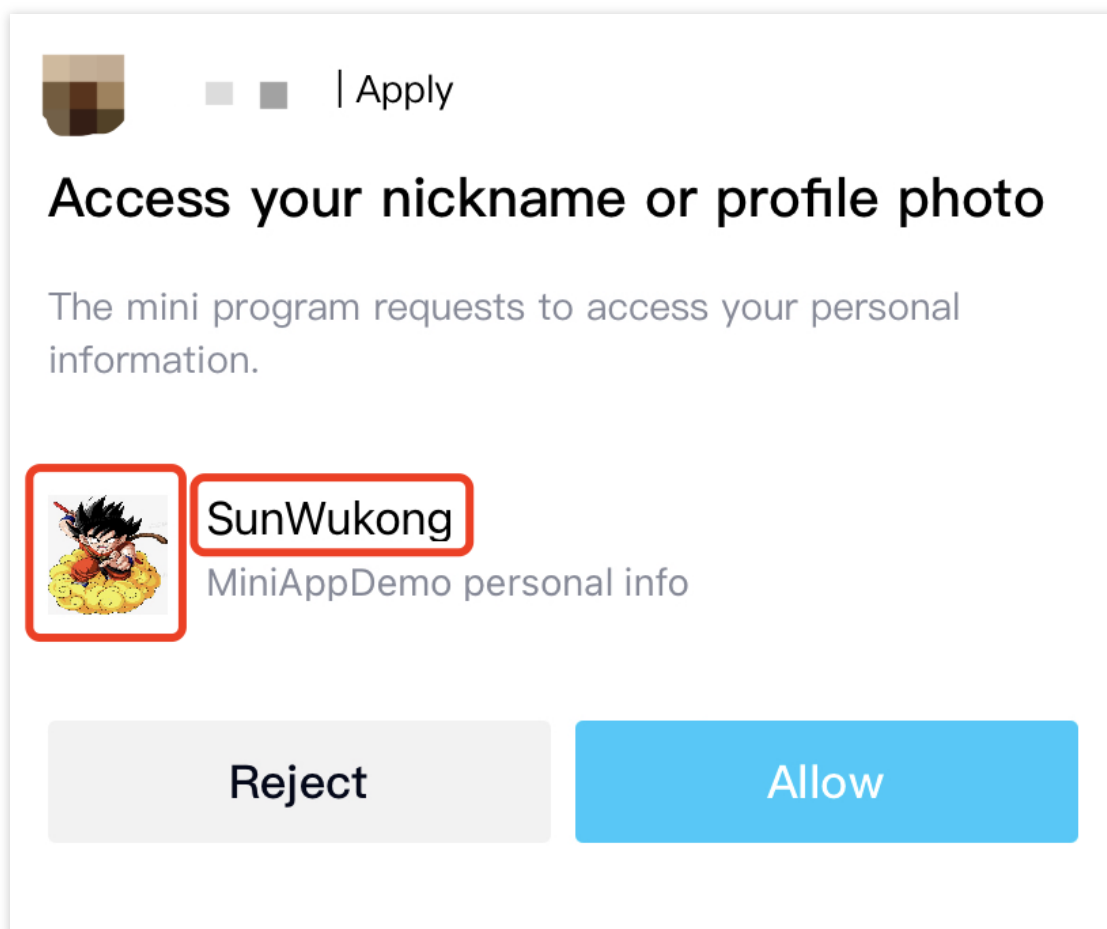 | Apply
Access your nickname or profile photo
The mini program requests to access your personal
information.
SunWukong
MiniAppDemo personal info
Reject
Allow